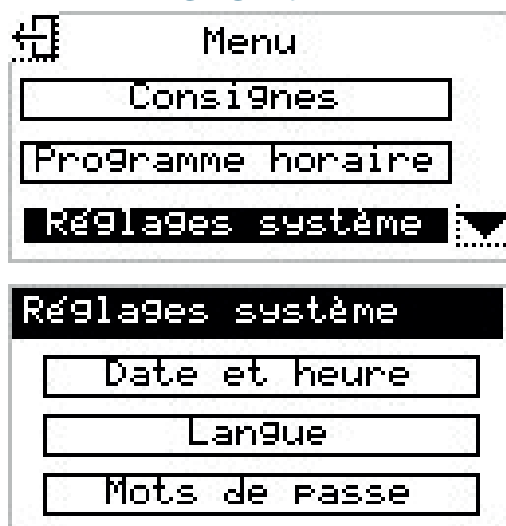 Menu
Consignes
Programme horaire
Réglages système
Réglages système
Date et heure
Langue
Mots de passe